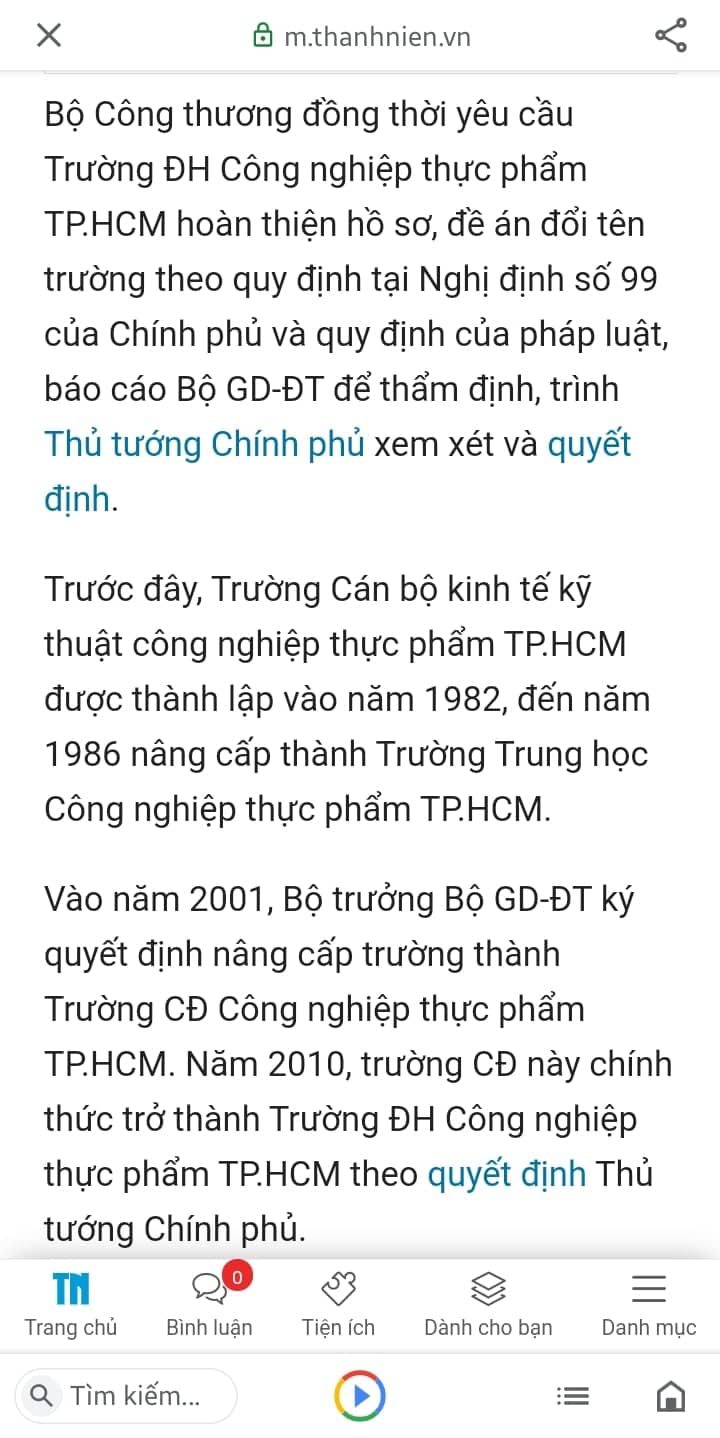 m.thanhnien.vn
Bộ Công thương đồng thời yêu cầu
Trường ĐH Công nghiệp thực phẩm
TP.HCM hoàn thiện hồ sơ, đề án đổi tên
trường theo quy định tại Nghị định số 99
của Chính phủ và quy định của pháp luật,
báo cáo Bộ GD-ĐT để thẩm định, trình
Thủ tướng Chính phủ xem xét và quyết
định.
Trước đây, Trường Cán bộ kinh tế kỹ
thuật công nghiệp thực phẩm TP.HCM
được thành lập vào năm 1982, đến năm
1986 nâng cấp thành Trường Trung học
Công nghiệp thực phẩm TP.HCM.
Vào năm 2001, Bộ trưởng Bộ GD-ĐT ký
quyết định nâng cấp trường thành
Trường CĐ Công nghiệp thực phẩm
TP.HCM. Năm 2010, trường CĐ này chính
thức trở thành Trường ĐH Công nghiệp
thực phẩm TP.HCM theo quyết định Thủ
tướng Chính phủ.
TN 0
Trang chủ Bình luận Tiện ích Dành cho bạn Danh mục
Tìm kiếm...